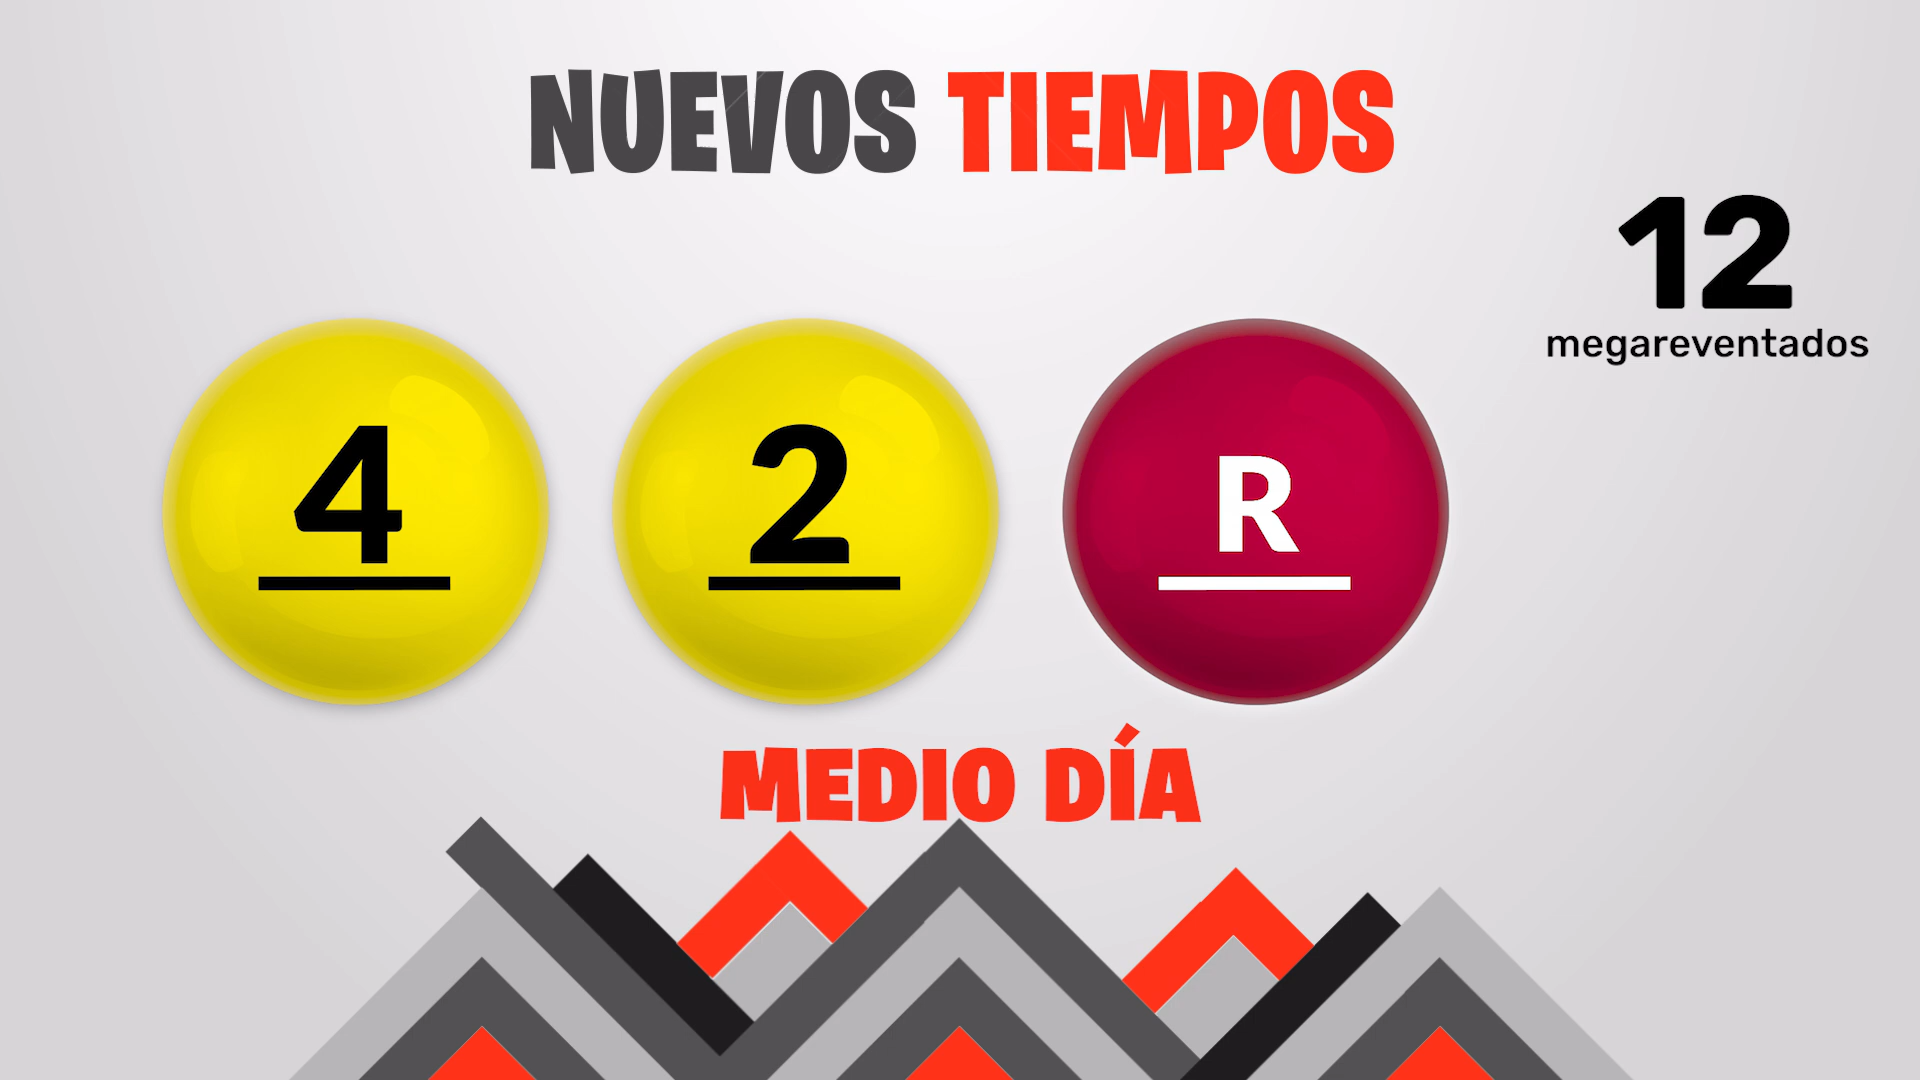 NUEVOS TIEMPOS
12
megareventados
4 2 R
MEDIO DÍA